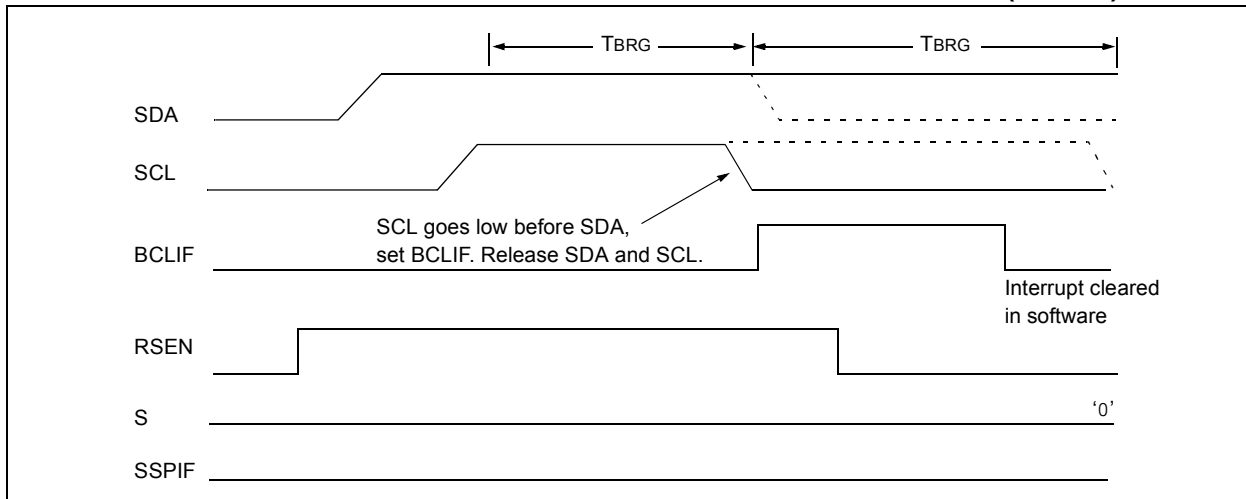 TBRG TBRG
SDA
SCL
SCL goes low before SDA,
set BCLIF. Release SDA and SCL.
BCLIF
Interrupt cleared
in software
RSEN
S
‘0’
SSPIF